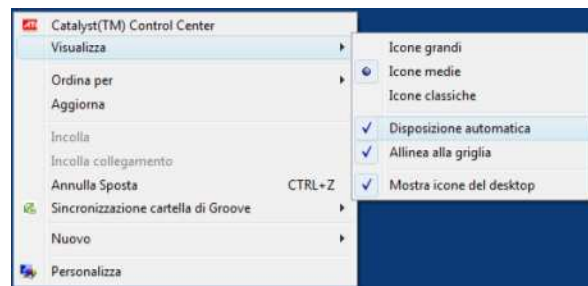 Catalyst(TM) Control Center
Visualizza
Ordina per
Aggiorna
Incolla
Incolla collegamento
Annulla Sposta CTRL+Z
Sincronizzazione cartella di Groove
Nuovo
Personalizza
Icone grandi
Icone medie
Icone classiche
Disposizione automatica
Allinea alla griglia
Mostra icone del desktop